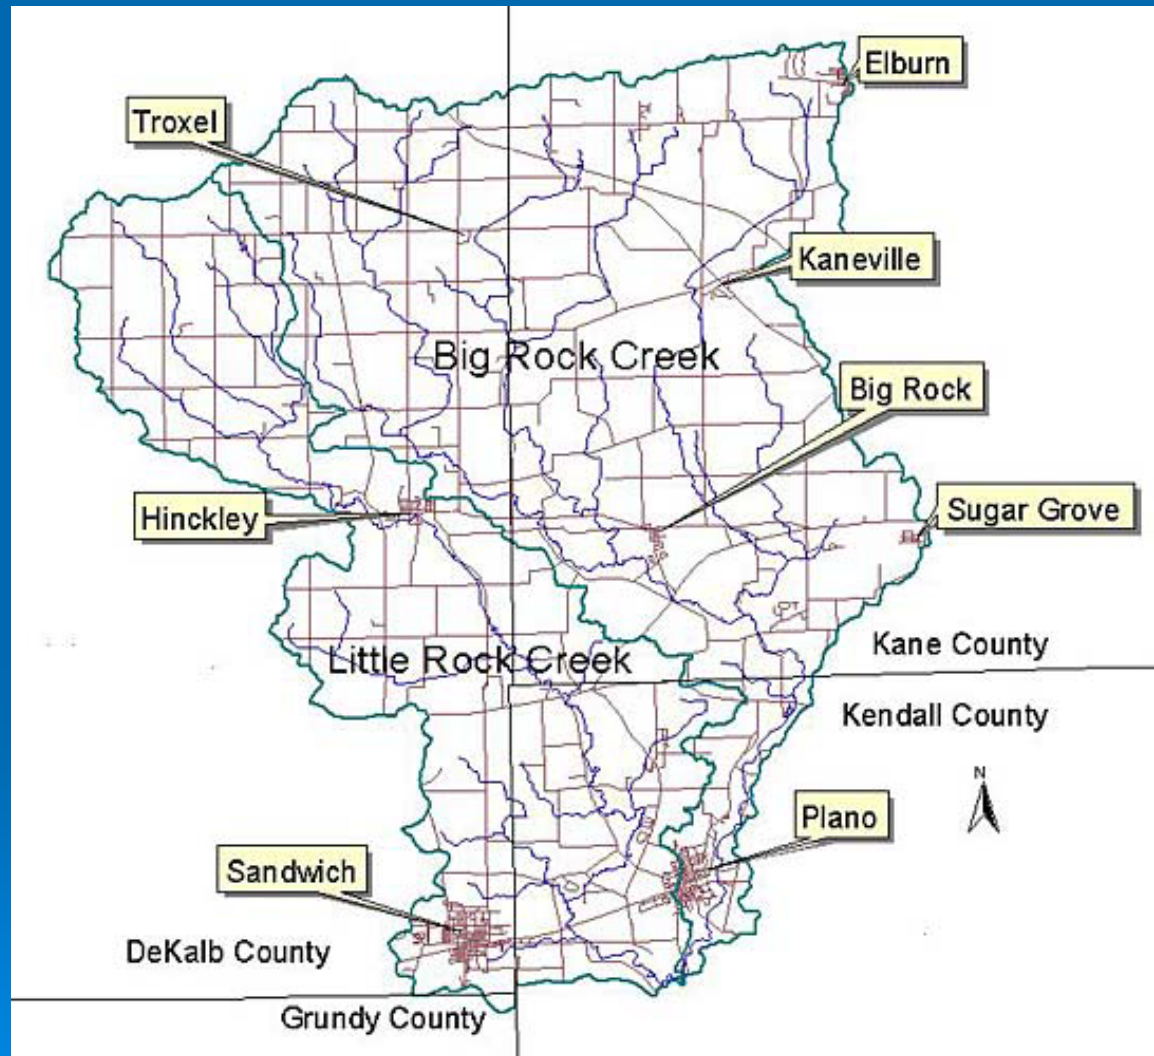 Elburn
Troxel
Kaneville
Big Rock Creek
Big Rock
Hinckley
Sugar Grove
Kane County
Little Rock Creek
Kendall County
N
Plano
Sandwich
DeKalb County
Grundy County